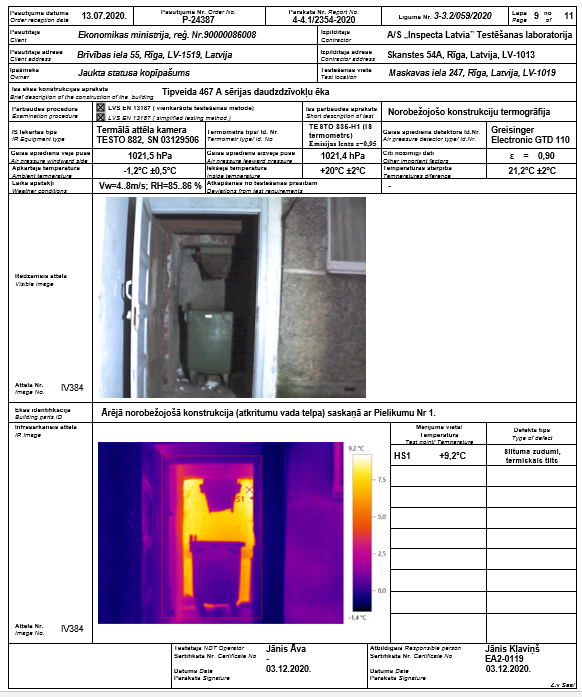 Pasūtījuma datums 13.07.2020. Pasūtījuma Nr. Order No. Paraksta Nr. Report No. Līguma Nr. 3-3.2/059/2020 Lapa 9 no 11
Order reception date P-24387 4-4.1/2354-2020 Page of
Pasūtītājs Ekonomikas ministrija, reģ. Nr.90000086008 Izpildītājs A/S „Inspecta Latvia” Testēšanas laboratorija
Client Contractor
Pasūtītāja adrese Brīvības iela 55, Rīga, LV-1519, Latvija Izpildītāja adrese Skanstes 54A, Rīga, Latvija, LV-1013
Client address Contractor address
Īpašnieks Jaukta statusa kopīpašums Testēšanas vieta Maskavas iela 247, Rīga, LV-1019
Owner Test location
Īss ēkas konstrukcijas apraksts Tipveida 467 A sērijas daudzdzīvokļu ēka
Brief description of the construction of the building
Pārbaudes procedūra LVS EN 13187 ( vienkāršota testēšanas metode) Īss pārbaudes apraksts Norobežojošo konstrukciju termogrāfija
Examination procedure LVS EN 13187 ( simplified testing method ) Short description of test
IS Iekārtas tips Termālā attēla kamera Termometra tips/ Id. Nr. TESTO 835-H1 (IS termometrs) Gaisa spiediena detektors Id.Nr. Greisinger
IR Equipment type TESTO 882, SN 03129506 Termometr type/ Id. No Emisijas lenta ε=0,95 Air pressure detector type/ Id.Nr. Electronic GTD 110
Gaisa spiediens vēja pusē 1021,5 hPa Gaisa spiediens aizvēja pusē 1021,4 hPa Citi nozīmīgi fakti ε = 0,90
Air pressure windward side Air pressure leeward pressure Other important factors
Apkārtējā temperatūra -1,2°C ±0,5°C Iekšējā temperatūra +20°C ±2°C Temperatūras starpība 21,2°C ±2°C
Ambient temperature Inside temperature Temperatures diference
Laika apstākļi Vw=4..8m/s; RH=85..86 % Atkāpšanās no testēšanas prasībām -
Weather conditions Deviations from test requirements
Redzamais attēls
Visible Image
Attēla Nr. IV384
Image No.
Ēkas identifikācija Ārējā norobežojošā konstrukcija (atkritumu vada telpa) saskaņā ar Pielikumu Nr 1.
Building parts ID
Infrasarkanais attēls Mērījuma vieta/ Defekta tips
IR Image Temperatūra Type of defect
Test point/ Temperature
HS1 +9,2°C Siltuma zudumi,
termiskais tilts
9,2 °C
7,5
5,0
2,5
0,0
-1,4 °C
Attēla Nr. IV384
Image No.
Testētājs NDT Operator Jānis Āva Atbildīgais Responsible person Jānis Kļaviņš
Sertifikāta Nr. Certificate No - Sertifikāta Nr. Certificate No EA2-0119
Datums Date 03.12.2020. Datums Date 03.12.2020.
Paraksts Signature Paraksts Signature
Z.v Seal